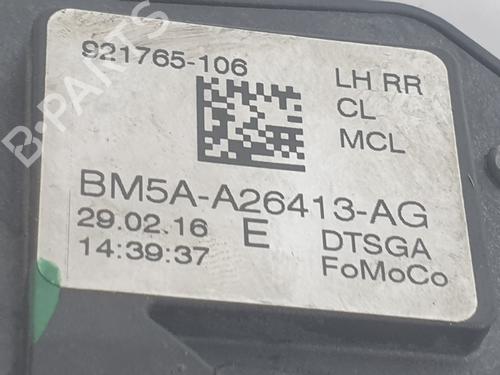 921765-106
LH RR
CL
MCL
BM5A-A26413-AG
29.02.16 E DTSGA
14:39:37 FoMoCo
B-PARTS